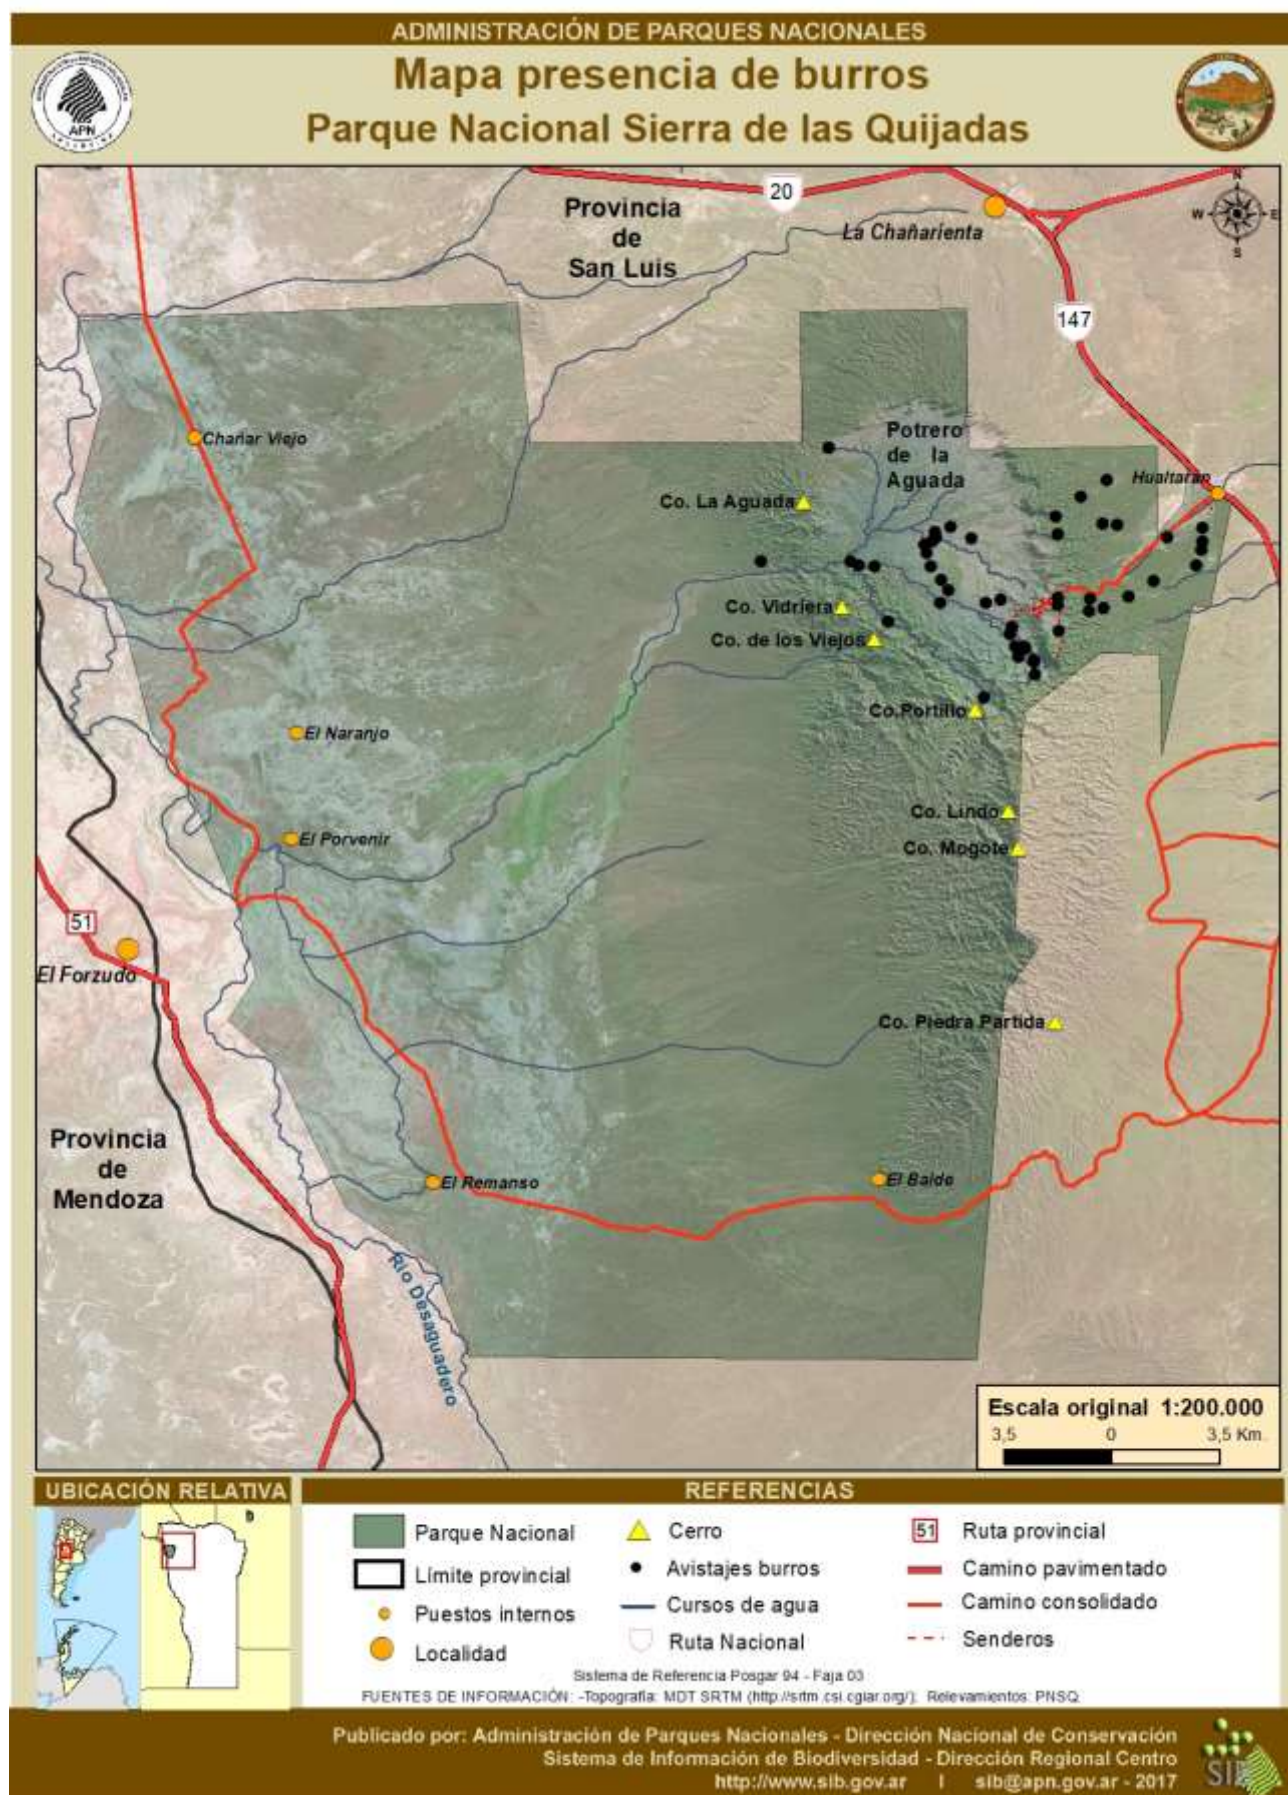 ADMINISTRACIÓN DE PARQUES NACIONALES
Mapa presencia de burros
Parque Nacional Sierra de las Quijadas
APN
20
Provincia
de
San Luis
La Chañarienta
N
W
E
S
147
Chañar Viejo
Potrero
de la
Aguada
Hualtaran
Co. La Aguada
Co. Vidriera
Co. de los Viejos
Co.Portillo
El Naranjo
Co. Lindo
El Porvenir
Co. Mogote
51
El Forzudo
Co. Piedra Partida
Provincia
de
Mendoza
El Remanso
El Balde
Río Desaguadero
Escala original 1:200.000
3,5 0 3,5 Km.
UBICACIÓN RELATIVA
REFERENCIAS
Parque Nacional
Límite provincial
Puestos internos
Localidad
Cerro
Avistajes burros
Cursos de agua
Ruta Nacional
51 Ruta provincial
Camino pavimentado
Camino consolidado
Senderos
Sistema de Referencia Posgar 94 - Faja 03
FUENTES DE INFORMACIÓN: -Topografía: MDT SRTM (http://srtm.csi.cgiar.org/); Relevamientos: PNSQ
Publicado por: Administración de Parques Nacionales - Dirección Nacional de Conservación
Sistema de Información de Biodiversidad - Dirección Regional Centro
http://www.sib.gov.ar I sib@apn.gov.ar - 2017
SIB